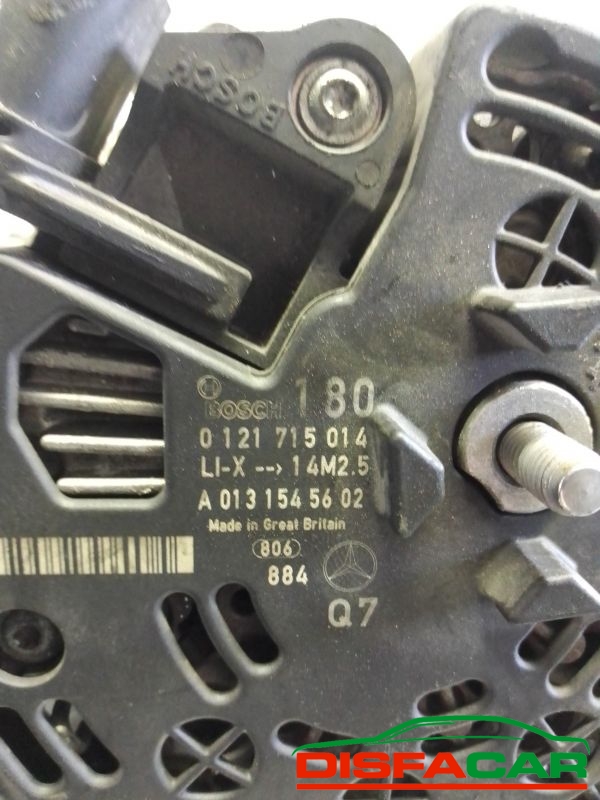 BOSCH
BOSCH
BOSCH 180
0 121 715 014
LI-X --→ 14M2.5
A 013 154 56 02
Made in Great Britain
806
884
Q7
DISFACAR